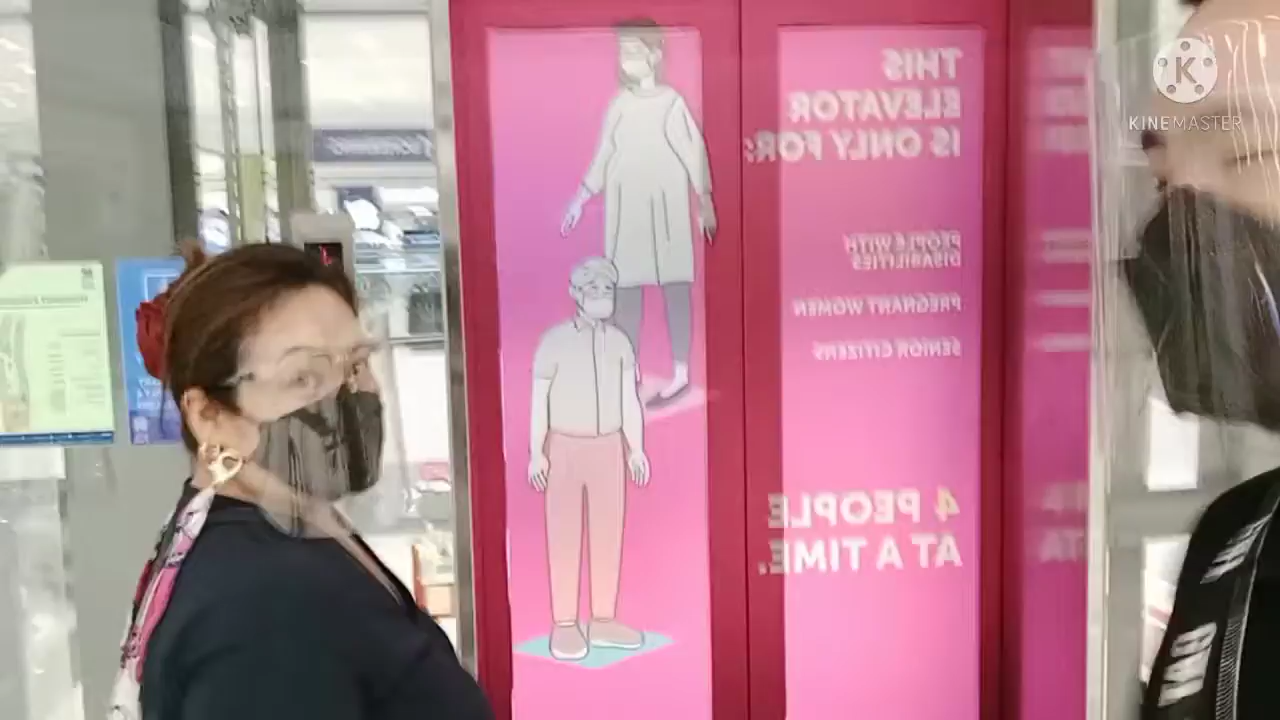 THIS
ELEVATOR
IS ONLY FOR:
PEOPLE WITH
DISABILITIES
PREGNANT WOMEN
SENIOR CITIZENS
4 PEOPLE
AT A TIME.
K
KINEMASTER